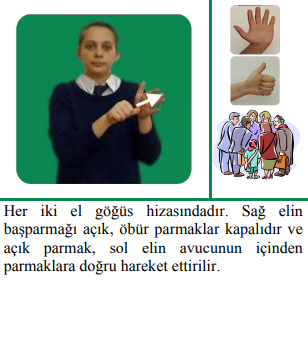 Her iki el göğüs hizasındadır. Sağ elin
başparmağı açık, öbür parmaklar kapalıdır ve
açık parmak, sol elin avucunun içinden
parmaklara doğru hareket ettirilir.